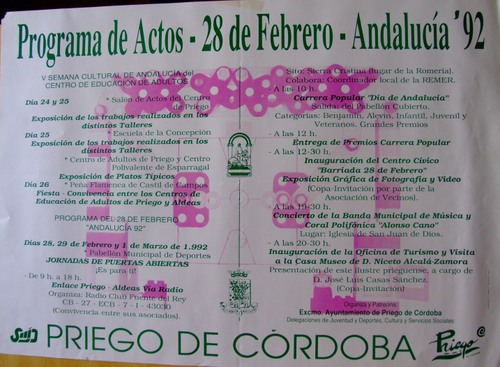 Programa de Actos - 28 de Febrero - Andalucía '92
V SEMANA CULTURAL DE ANDALUCIA del
CENTRO DE EDUCACIÓN DE ADULTOS
Día 24 y 25
* Salón de Actos del Centro
de Priego
Exposición de los trabajos realizados en los
distintos Talleres
Día 25
* Escuela de la Concepción
Exposición de los trabajos realizados en los
distintos Talleres
* Centro de Adultos de Priego y Centro
Polivalente de Esparragal
Exposición de Platos Típicos
Día 26
* Peña Flamenca de Castil de Campos
Fiesta - Convivencia entre los Centros de
Educación de Adultos de Priego y Aldeas
PROGRAMA DEL 28 DE FEBRERO
"ANDALUCIA 92"
Días 28, 29 de Febrero y 1 de Marzo de 1.992
* Pabellón Municipal de Deportes
JORNADAS DE PUERTAS ABIERTAS
¡Es para ti!
- De 9 h. a 18 h.
Enlace Priego - Aldeas Vía Radio
Organiza: Radio Club Fuente del Rey
CB - 27 - ECB - 7 - 1 - 43030
(Convivencia entre sus asociados).
Sito: Sierra Cristina (lugar de la Romería).
Colabora: Coordinador local de la REMER.
- A las 10 h.
Carrera Popular "Día de Andalucía"
Salida del Pabellón Cubierto.
Categorías: Benjamín, Alevín, Infantil, Juvenil y
Veteranos. Grandes Premios
- A las 12 h.
Entrega de Premios Carrera Popular
- A las 12-30 h.
Inauguración del Centro Cívico
"Barriada 28 de Febrero"
Exposición Gráfica de Fotografía y Video
(Copa-Invitación por parte de la
Asociación de Vecinos).
- A las 19-30 h.
Concierto de la Banda Municipal de Música y
Coral Polifónica "Alonso Cano"
Lugar: Iglesia de San Juan de Dios.
- A las 20-30 h.
Inauguración de la Oficina de Turismo y Visita
a la Casa Museo de D. Niceto Alcalá-Zamora
Presentación de este ilustre prieguense, a cargo de
D. José Luis Casas Sánchez.
(Copa-Invitación)
Organiza y Patrocina
Excmo. Ayuntamiento de Priego de Córdoba
Delegaciones de Juventud y Deportes, Cultura y Servicios Sociales
PRIEGO DE CÓRDOBA
Priego